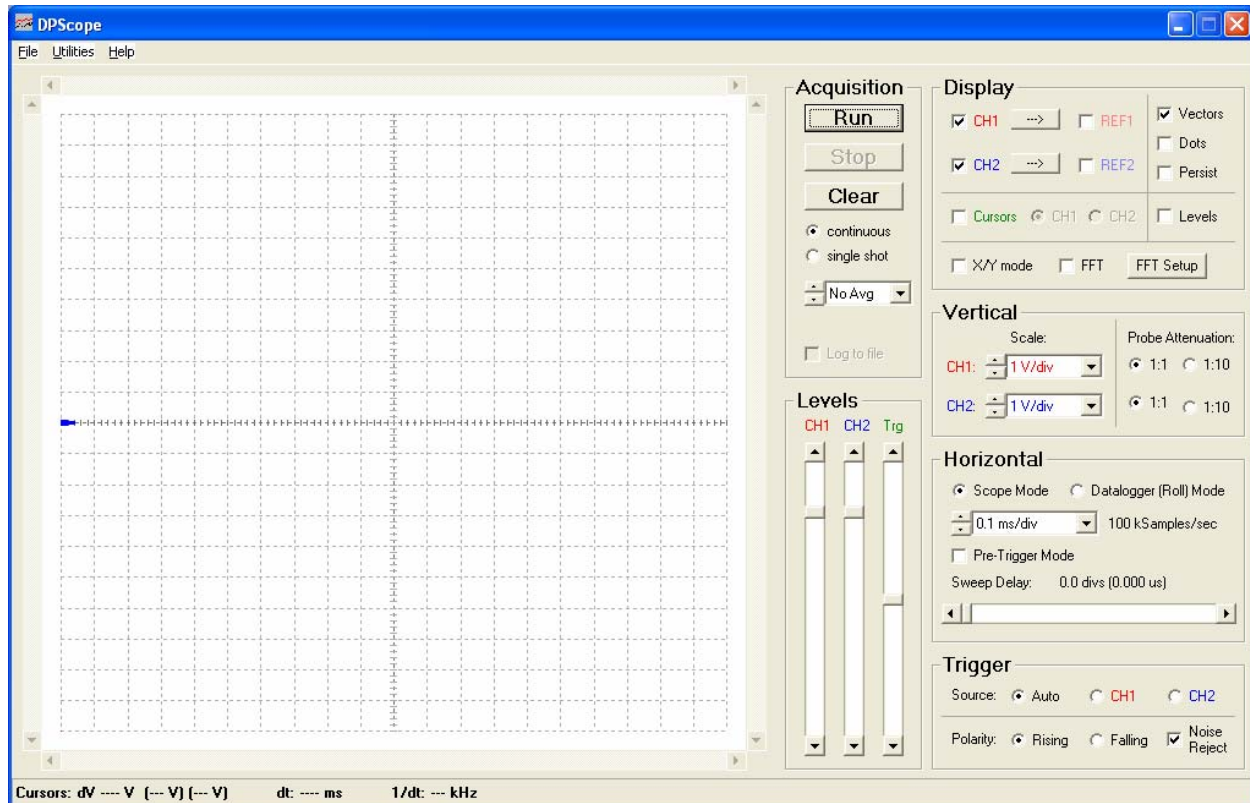 DPScope
File Utilities Help
Acquisition
Run
Stop
Clear
continuous
single shot
No Avg
Log to file
Levels
CH1 CH2 Trg
Display
CH1 ---> REF1
CH2 ---> REF2
Vectors
Dots
Persist
Cursors CH1 CH2
Levels
X/Y mode FFT FFT Setup
Vertical
Scale: Probe Attenuation:
CH1: 1 V/div 1:1 1:10
CH2: 1 V/div 1:1 1:10
Horizontal
Scope Mode Datalogger (Roll) Mode
0.1 ms/div 100 kSamples/sec
Pre-Trigger Mode
Sweep Delay: 0.0 divs (0.000 us)
Trigger
Source: Auto CH1 CH2
Polarity: Rising Falling Noise Reject
Cursors: dV ---- V (--- V) (--- V) dt: ---- ms 1/dt: --- kHz